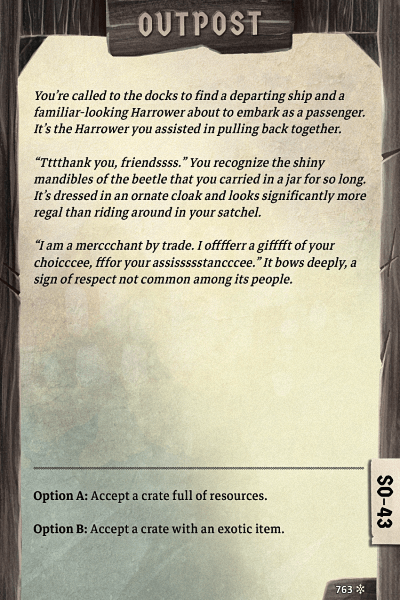 OUTPOST
You're called to the docks to find a departing ship and a
familiar-looking Harrower about to embark as a passenger.
It's the Harrower you assisted in pulling back together.
“Tttthank you, friendssss.” You recognize the shiny
mandibles of the beetle that you carried in a jar for so long.
It's dressed in an ornate cloak and looks significantly more
regal than riding around in your satchel.
“I am a merccchant by trade. I offfferr a gifffft of your
choicccee, fffor your assisssstancccee.” It bows deeply, a
sign of respect not common among its people.
Option A: Accept a crate full of resources.
Option B: Accept a crate with an exotic item.
SO-43
763